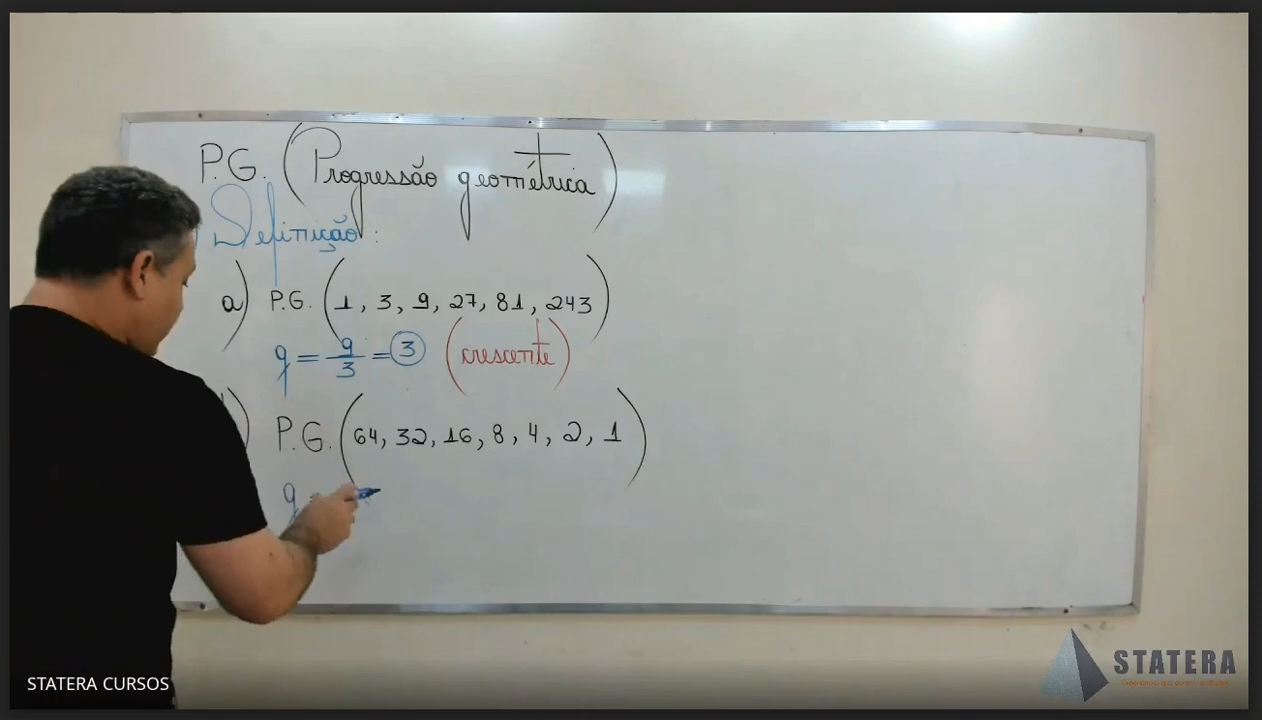 P.G. (Progressão geométrica)
Definição:
a) P.G. (1, 3, 9, 27, 81, 243)
q = 9/3 = 3 (crescente)
) P.G. (64, 32, 16, 8, 4, 2, 1)
q
STATERA
STATERA CURSOS